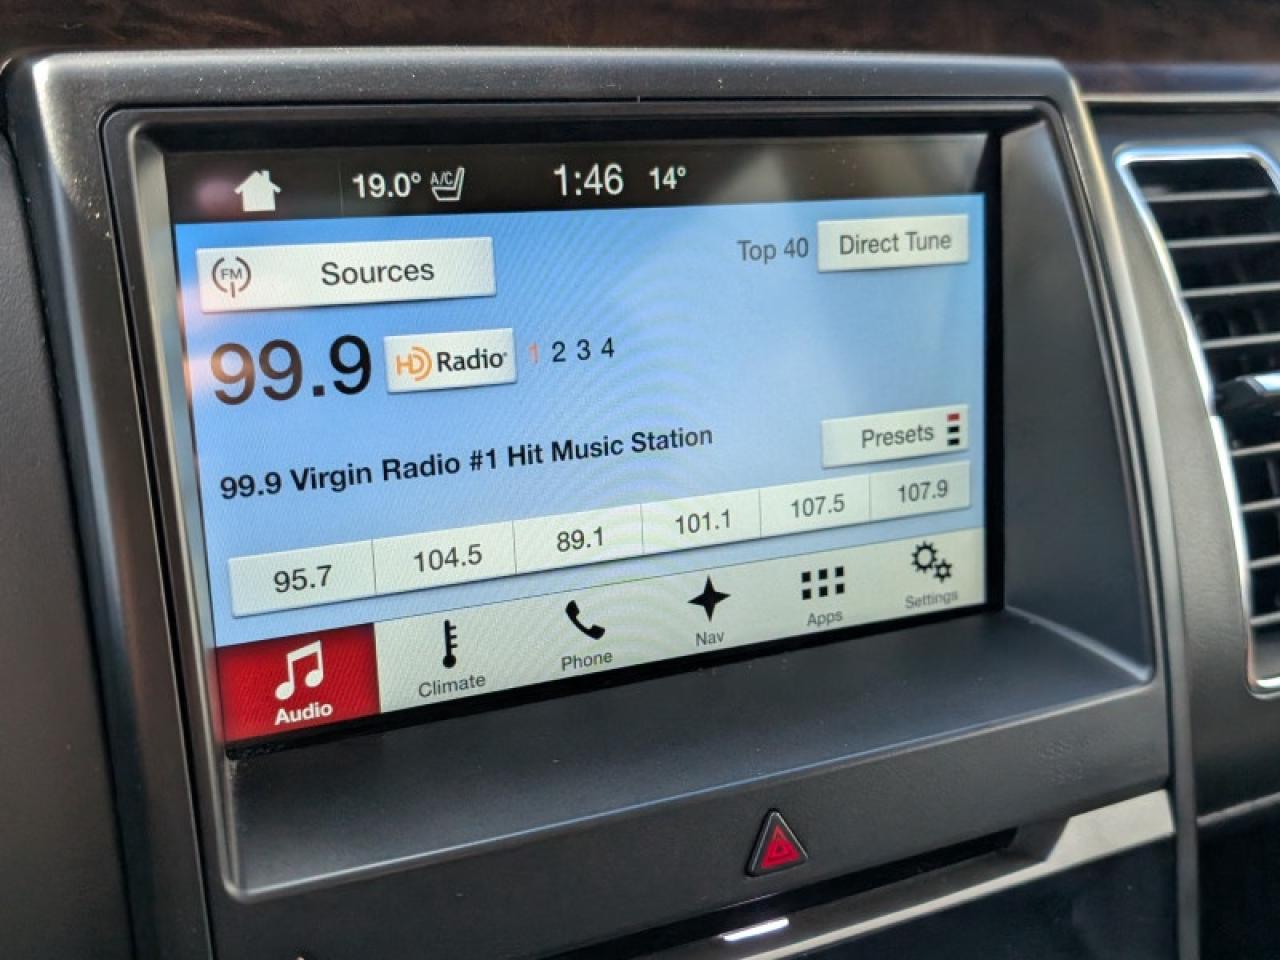 19.0° A/C 1:46 14°
FM Sources Top 40 Direct Tune
99.9 HD Radio 1 2 3 4
99.9 Virgin Radio #1 Hit Music Station
Presets
95.7 104.5 89.1 101.1 107.5 107.9
Audio Climate Phone Nav Apps Settings